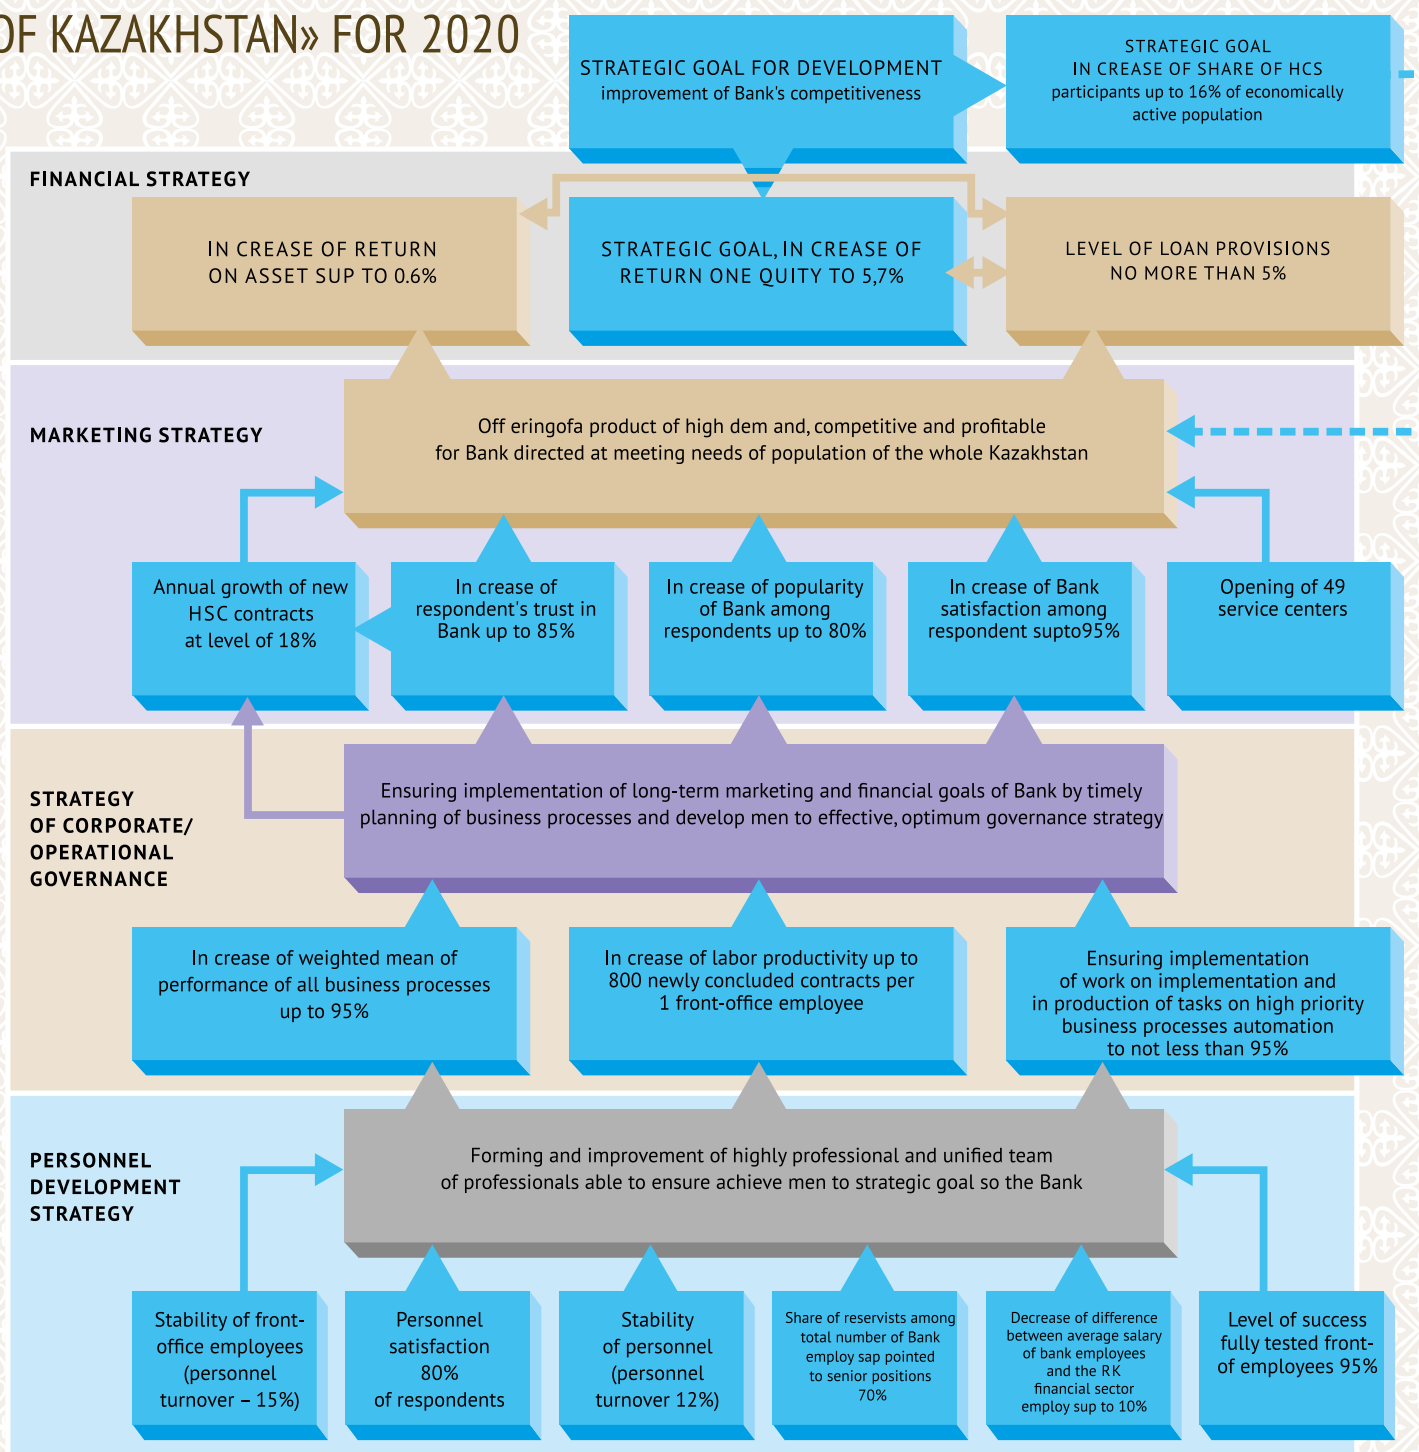 OF KAZAKHSTAN» FOR 2020
STRATEGIC GOAL FOR DEVELOPMENT
improvement of Bank's competitiveness
STRATEGIC GOAL
IN CREASE OF SHARE OF HCS
participants up to 16% of economically
active population
FINANCIAL STRATEGY
IN CREASE OF RETURN
ON ASSET SUP TO 0.6%
STRATEGIC GOAL, IN CREASE OF
RETURN ONE QUITY TO 5,7%
LEVEL OF LOAN PROVISIONS
NO MORE THAN 5%
MARKETING STRATEGY
Off eringofa product of high dem and, competitive and profitable
for Bank directed at meeting needs of population of the whole Kazakhstan
Annual growth of new
HSC contracts
at level of 18%
In crease of
respondent's trust in
Bank up to 85%
In crease of popularity
of Bank among
respondents up to 80%
In crease of Bank
satisfaction among
respondent supto95%
Opening of 49
service centers
STRATEGY
OF CORPORATE/
OPERATIONAL
GOVERNANCE
Ensuring implementation of long-term marketing and financial goals of Bank by timely
planning of business processes and develop men to effective, optimum governance strategy
In crease of weighted mean of
performance of all business processes
up to 95%
In crease of labor productivity up to
800 newly concluded contracts per
1 front-office employee
Ensuring implementation
of work on implementation and
in production of tasks on high priority
business processes automation
to not less than 95%
PERSONNEL
DEVELOPMENT
STRATEGY
Forming and improvement of highly professional and unified team
of professionals able to ensure achieve men to strategic goal so the Bank
Stability of front-
office employees
(personnel
turnover – 15%)
Personnel
satisfaction
80%
of respondents
Stability
of personnel
(personnel
turnover 12%)
Share of reservists among
total number of Bank
employ sap pointed
to senior positions
70%
Decrease of difference
between average salary
of bank employees
and the RK
financial sector
employ sup to 10%
Level of success
fully tested front-
of employees 95%